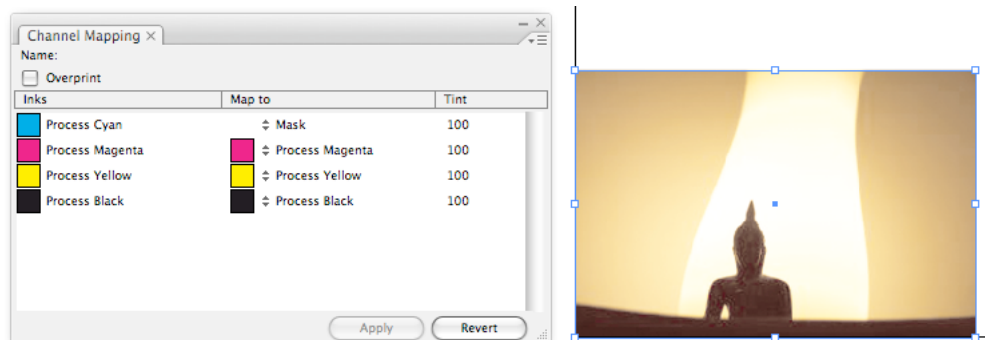 Channel Mapping
Name:
Overprint
Inks Map to Tint
Process Cyan Mask 100
Process Magenta Process Magenta 100
Process Yellow Process Yellow 100
Process Black Process Black 100
Apply Revert